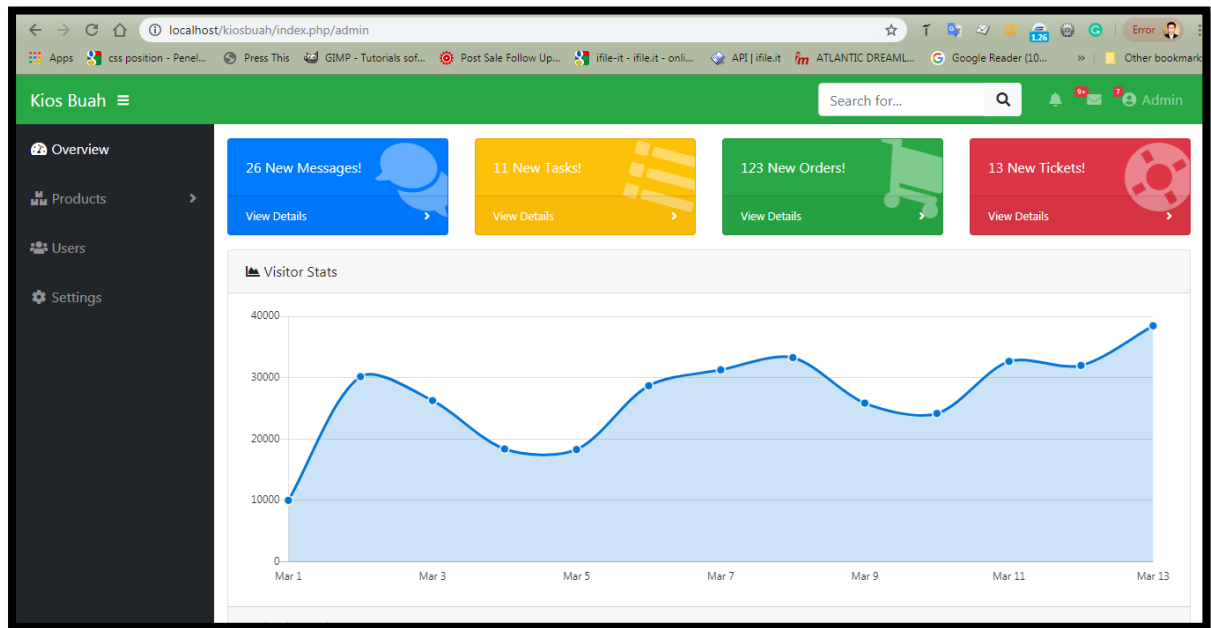 localhost/kiosbuah/index.php/admin
1.26
Error
Apps css position - Penel... Press This GIMP - Tutorials sof... Post Sale Follow Up... ifile-it - ifile.it - onli... API | ifile.it fm ATLANTIC DREAML... G Google Reader (10... » Other bookmark
Kios Buah
Search for...
9+
7
Admin
Overview
Products
Users
Settings
26 New Messages!
View Details
11 New Tasks!
View Details
123 New Orders!
View Details
13 New Tickets!
View Details
Visitor Stats
40000
30000
20000
10000
0
Mar 1 Mar 3 Mar 5 Mar 7 Mar 9 Mar 11 Mar 13